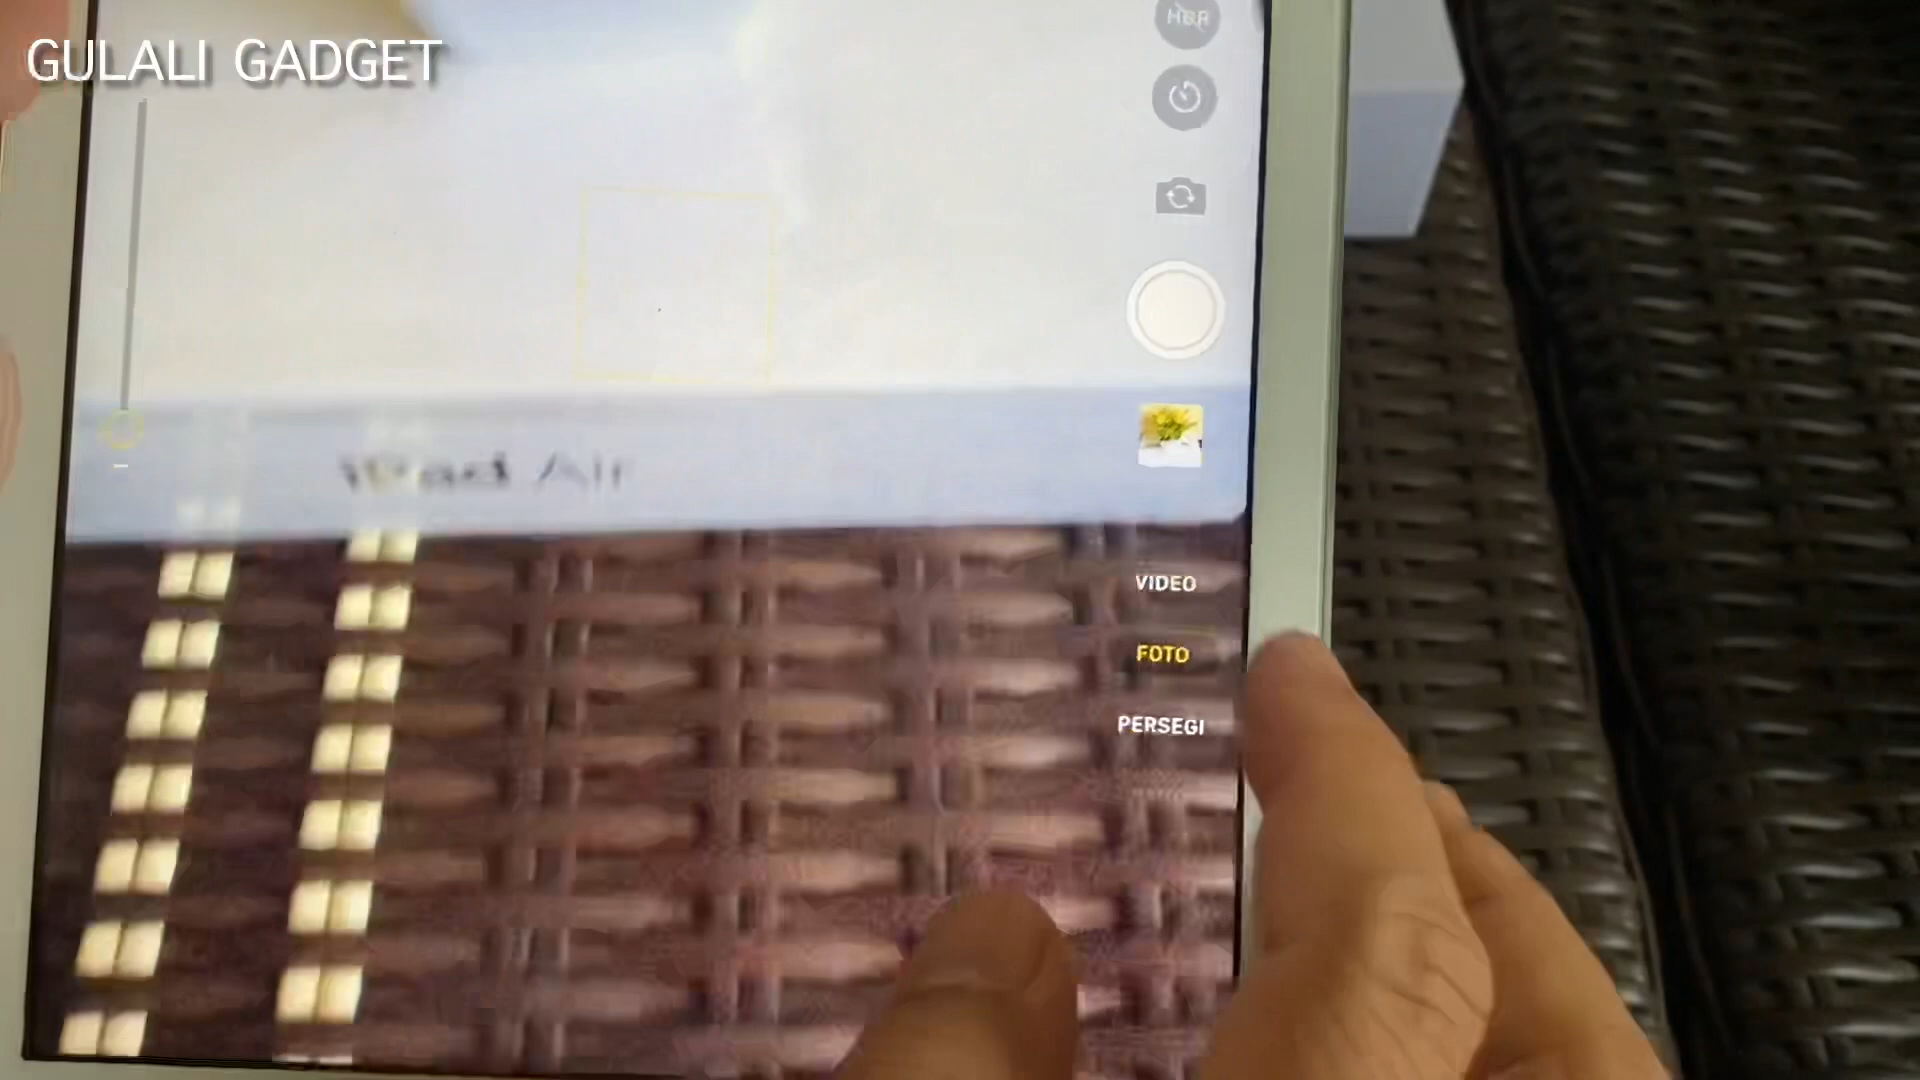 GULALI GADGET
HDR
iPad Air
VIDEO
FOTO
PERSEGI